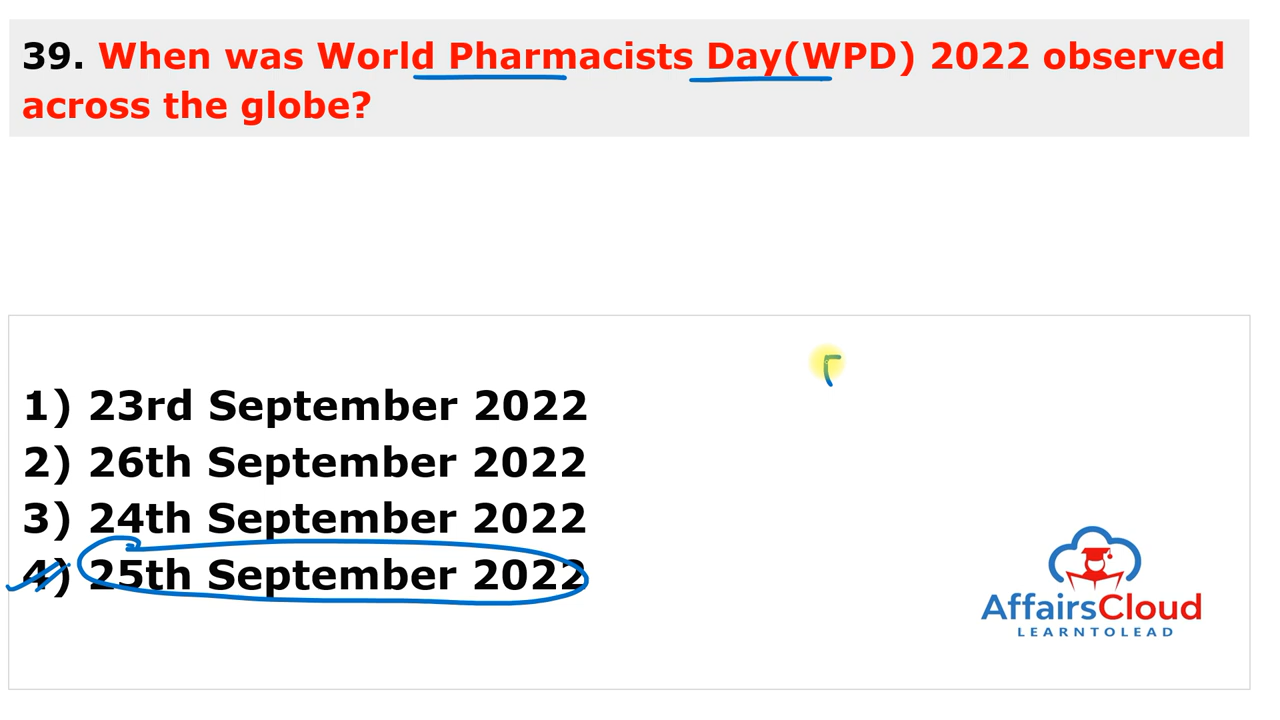 39. When was World Pharmacists Day(WPD) 2022 observed
across the globe?
1) 23rd September 2022
2) 26th September 2022
3) 24th September 2022
4) 25th September 2022
AffairsCloud
LEARNTOLEAD